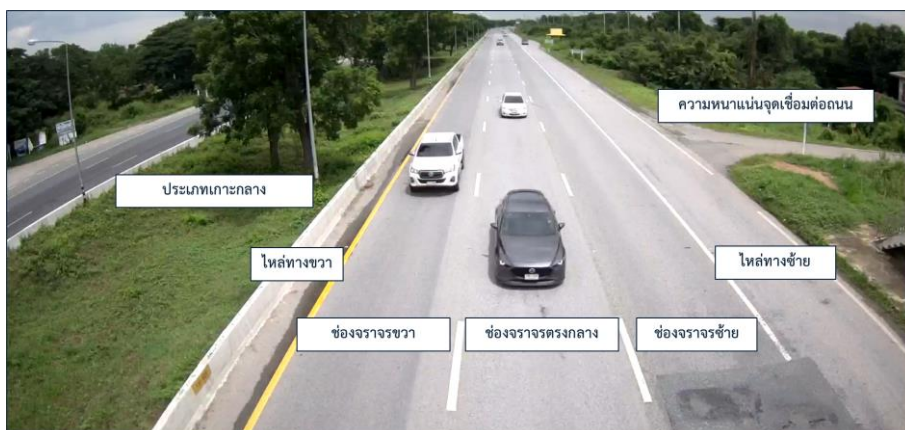 ความหนาแน่นจุดเชื่อมต่อถนน
ประเภทเกาะกลาง
ไหล่ทางขวา
ไหล่ทางซ้าย
ช่องจราจรขวา
ช่องจราจรตรงกลาง
ช่องจราจรซ้าย